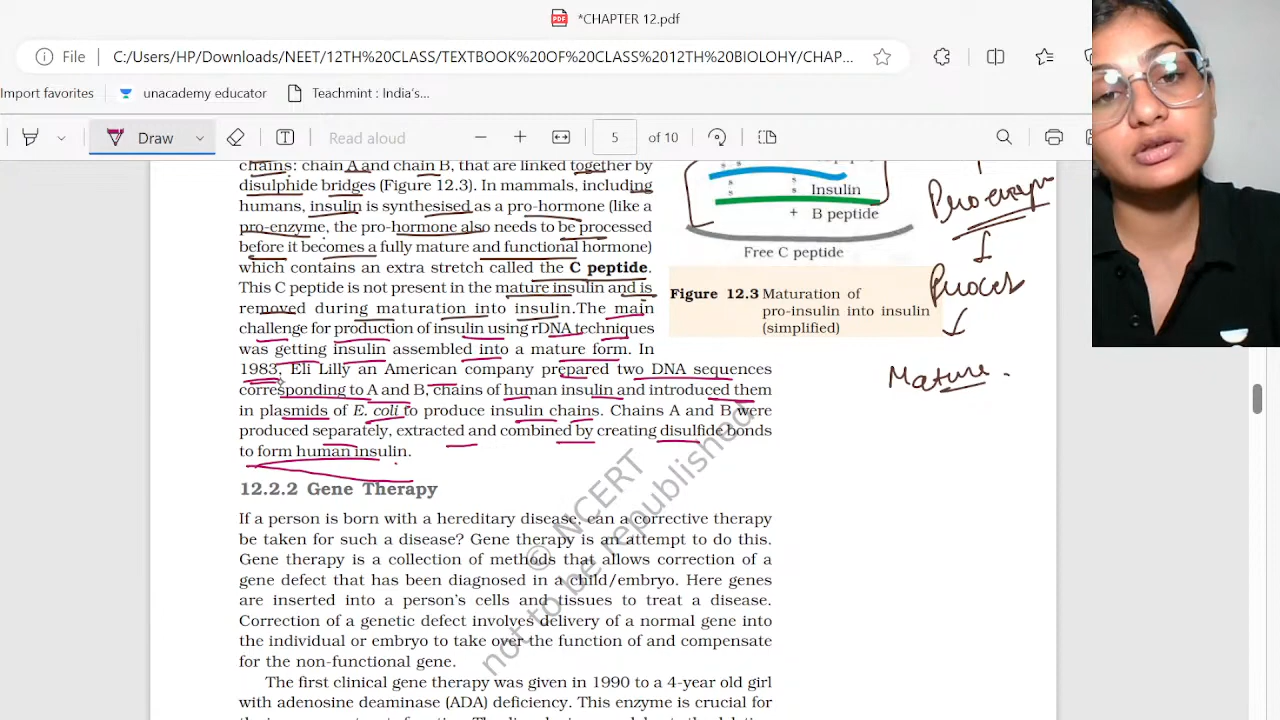 *CHAPTER 12.pdf
File C:/Users/HP/Downloads/NEET/12TH%20CLASS/TEXTBOOK%20OF%20CLASS%2012TH%20BIOLOHY/CHAP...
Import favorites unacademy educator Teachmint : India's...
Draw Read aloud 5 of 10
chains: chain A and chain B, that are linked together by
disulphide bridges (Figure 12.3). In mammals, including
humans, insulin is synthesised as a pro-hormone (like a
pro-enzyme, the pro-hormone also needs to be processed
before it becomes a fully mature and functional hormone)
which contains an extra stretch called the C peptide.
This C peptide is not present in the mature insulin and is
removed during maturation into insulin.The main
challenge for production of insulin using rDNA techniques
was getting insulin assembled into a mature form. In
1983, Eli Lilly an American company prepared two DNA sequences
corresponding to A and B, chains of human insulin and introduced them
in plasmids of E. coli to produce insulin chains. Chains A and B were
produced separately, extracted and combined by creating disulfide bonds
to form human insulin.
s s
s s Insulin
s s
+ B peptide
Free C peptide
Figure 12.3 Maturation of
pro-insulin into insulin
(simplified)
Pro enzyme
Process
Mature
12.2.2 Gene Therapy
If a person is born with a hereditary disease, can a corrective therapy
be taken for such a disease? Gene therapy is an attempt to do this.
Gene therapy is a collection of methods that allows correction of a
gene defect that has been diagnosed in a child/embryo. Here genes
are inserted into a person's cells and tissues to treat a disease.
Correction of a genetic defect involves delivery of a normal gene into
the individual or embryo to take over the function of and compensate
for the non-functional gene.
The first clinical gene therapy was given in 1990 to a 4-year old girl
with adenosine deaminase (ADA) deficiency. This enzyme is crucial for
© NCERT
not to be republished